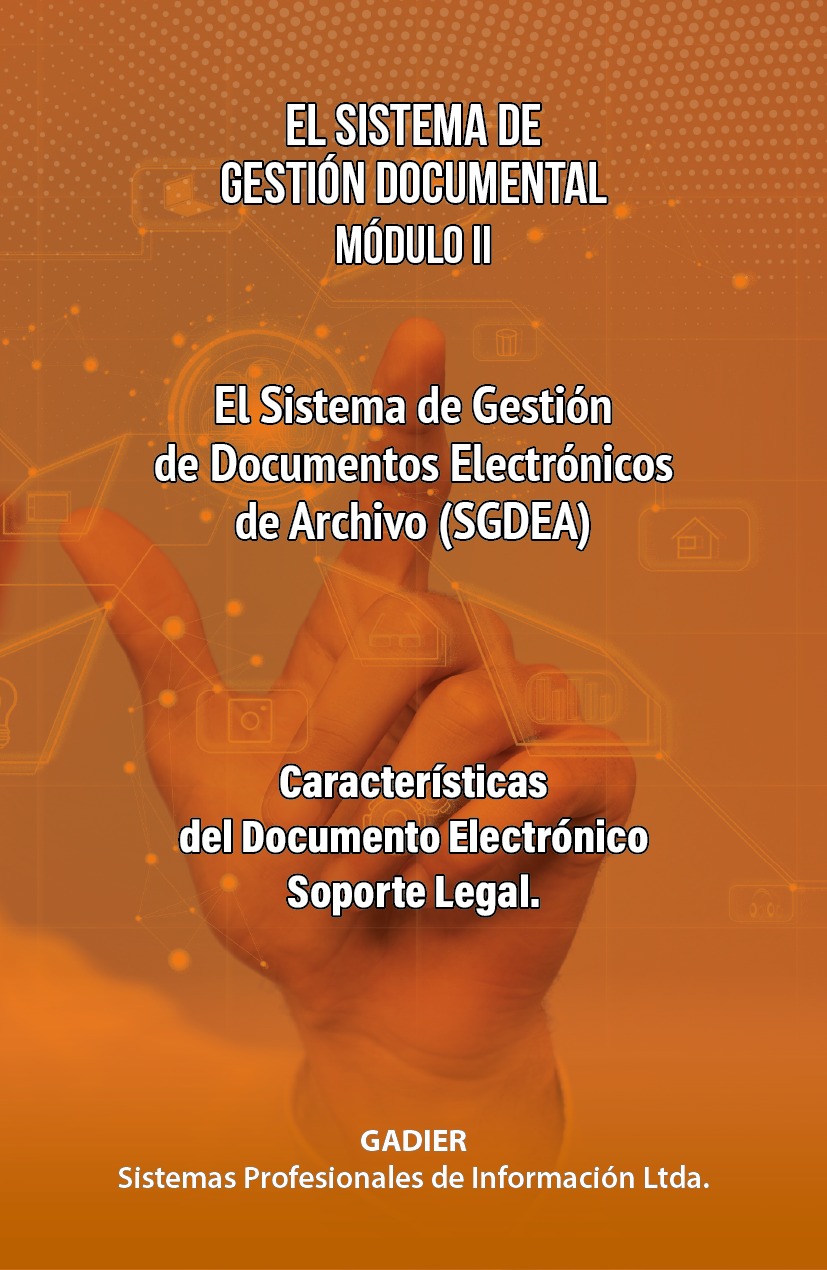 EL SISTEMA DE
GESTIÓN DOCUMENTAL
MÓDULO II
El Sistema de Gestión
de Documentos Electrónicos
de Archivo (SGDEA)
Características
del Documento Electrónico
Soporte Legal.
GADIER
Sistemas Profesionales de Información Ltda.